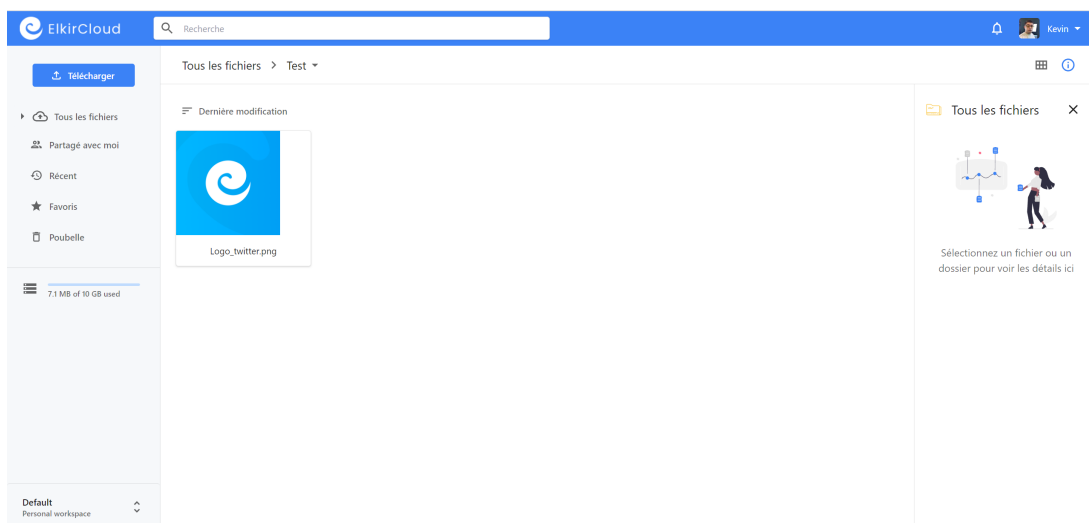 ElkirCloud
Recherche
Kevin
Télécharger
Tous les fichiers > Test
Tous les fichiers
Partagé avec moi
Récent
Favoris
Poubelle
7.1 MB of 10 GB used
Default
Personal workspace
Dernière modification
Logo_twitter.png
Tous les fichiers
Sélectionnez un fichier ou un
dossier pour voir les détails ici